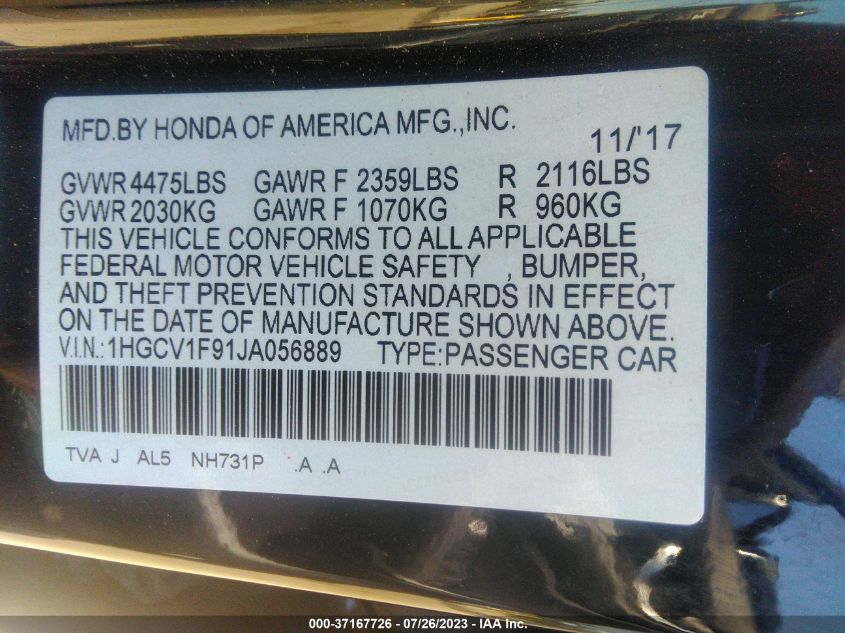 MFD.BY HONDA OF AMERICA MFG.,INC.
11/'17
GVWR 4475LBS GAWR F 2359LBS R 2116LBS
GVWR 2030KG GAWR F 1070KG R 960KG
THIS VEHICLE CONFORMS TO ALL APPLICABLE
FEDERAL MOTOR VEHICLE SAFETY , BUMPER,
AND THEFT PREVENTION STANDARDS IN EFFECT
ON THE DATE OF MANUFACTURE SHOWN ABOVE.
V.I.N.:1HGCV1F91JA056889 TYPE:PASSENGER CAR
TVA J AL5 NH731P .A .A
000-37167726 - 07/26/2023 - IAA Inc.